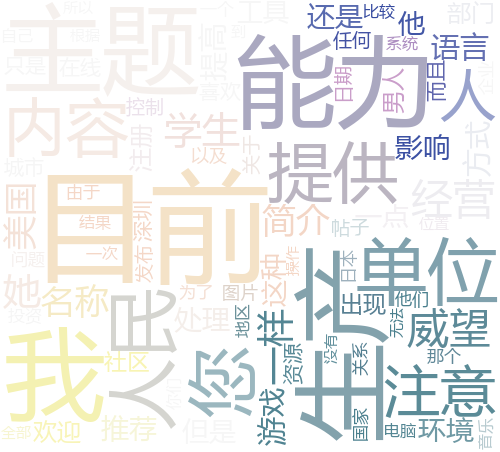 主题
能力
目前
我
单位
生产
您
提供
人民
内容
人
注意
威望
一样
学生
经营
她
简介
名称
影响
语言
他
还是
比较
任何
系统
日期
男人
而且
部门
工具
提高
一个
所以
自己
喜欢
控制
注册
以及
关于
方式
城市
美国
由于
结果
一次
深圳
发布
问题
投资
为了
图片
这种
操作
处理
社区
欢迎
全部
推荐
但是
帖子
一点
位置
日本
出现
他们
无法
地区
资源
没有
关系
那个
游戏
国家
电脑
环境
音乐